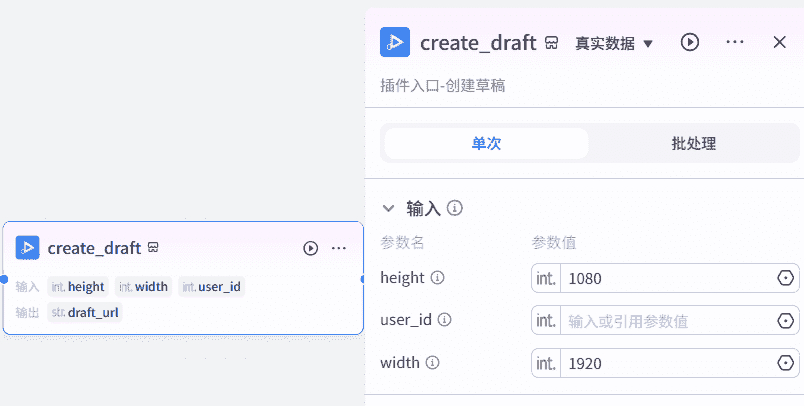 create_draft 真实数据
插件入口-创建草稿
单次 批处理
输入
参数名 参数值
height int. 1080
user_id int. 输入或引用参数值
width int. 1920
create_draft
输入 int. height int. width int. user_id
输出 str. draft_url